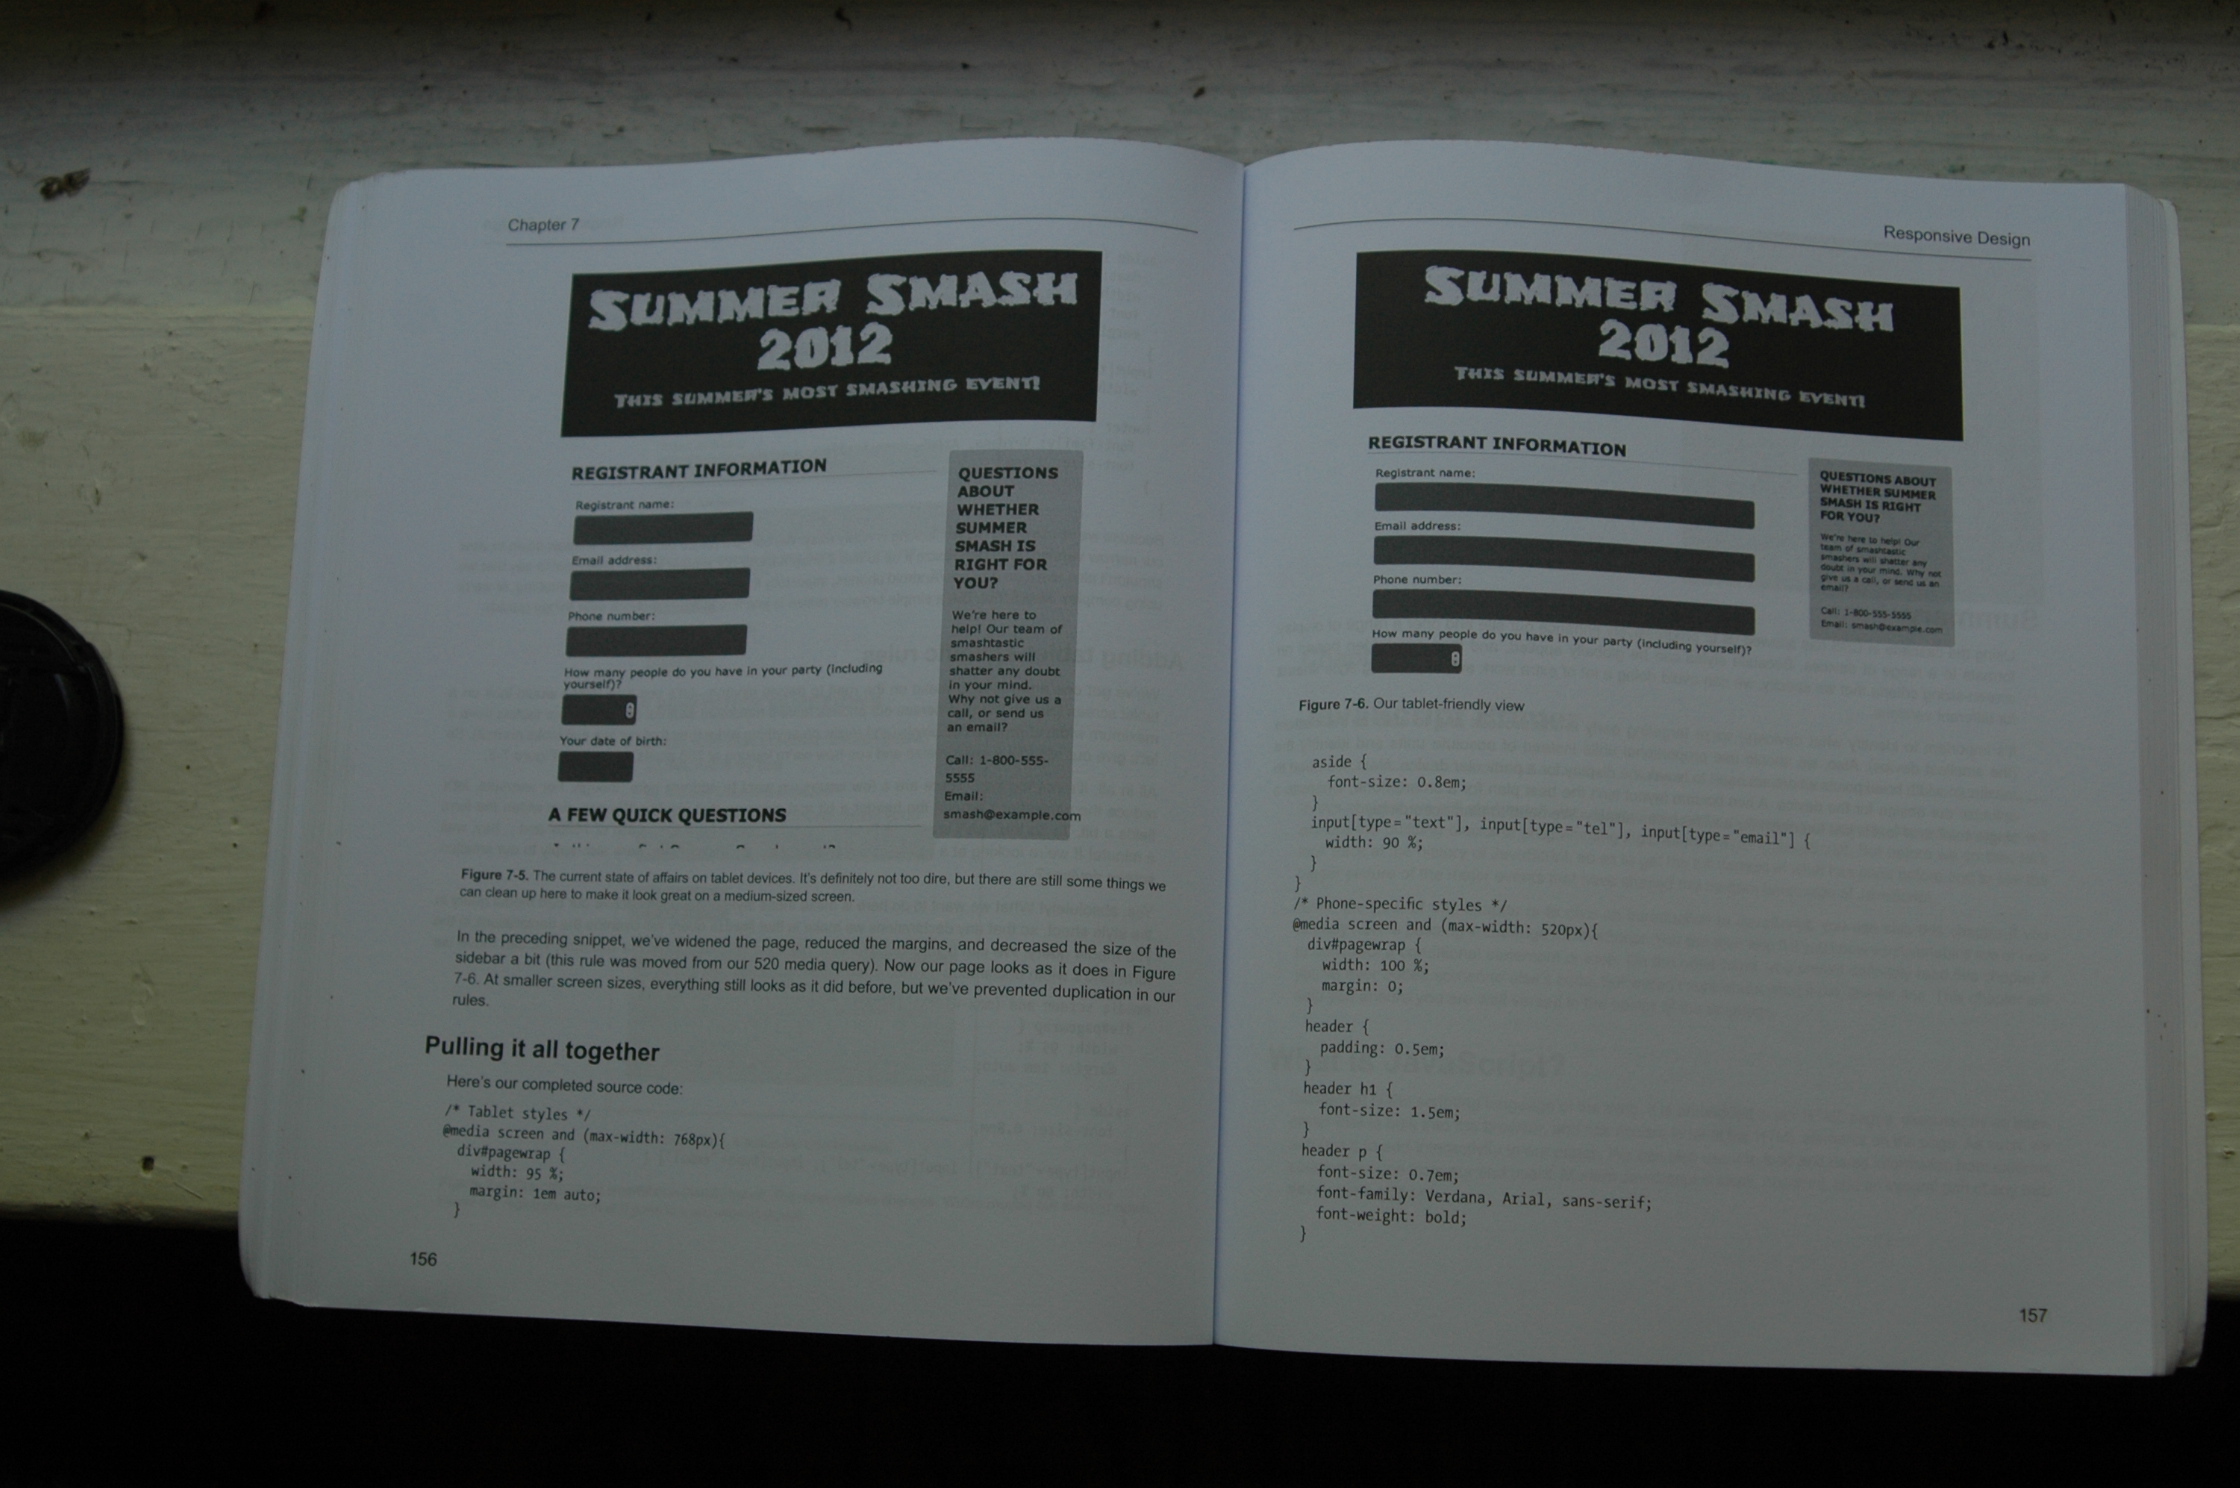 Chapter 7
SUMMER SMASH
2012
THIS SUMMER'S MOST SMASHING EVENT!
REGISTRANT INFORMATION
Registrant name:
Email address:
Phone number:
How many people do you have in your party (including
yourself)?
0
Your date of birth:
A FEW QUICK QUESTIONS
QUESTIONS
ABOUT
WHETHER
SUMMER
SMASH IS
RIGHT FOR
YOU?
We're here to
help! Our team of
smashtastic
smashers will
shatter any doubt
in your mind.
Why not give us a
call, or send us
an email?
Call: 1-800-555-
5555
Email:
smash@example.com
Figure 7-5. The current state of affairs on tablet devices. It's definitely not too dire, but there are still some things we
can clean up here to make it look great on a medium-sized screen.
In the preceding snippet, we've widened the page, reduced the margins, and decreased the size of the
sidebar a bit (this rule was moved from our 520 media query). Now our page looks as it does in Figure
7-6. At smaller screen sizes, everything still looks as it did before, but we've prevented duplication in our
rules.
Pulling it all together
Here's our completed source code:
/* Tablet styles */
@media screen and (max-width: 768px){
div#pagewrap {
width: 95 %;
margin: 1em auto;
}
156
Responsive Design
SUMMER SMASH
2012
THIS SUMMER'S MOST SMASHING EVENT!
REGISTRANT INFORMATION
Registrant name:
Email address:
Phone number:
How many people do you have in your party (including yourself)?
0
QUESTIONS ABOUT
WHETHER SUMMER
SMASH IS RIGHT
FOR YOU?
We're here to help! Our
team of smashtastic
smashers will shatter any
doubt in your mind. Why not
give us a call, or send us an
email?
Call: 1-800-555-5555
Email: smash@example.com
Figure 7-6. Our tablet-friendly view
aside {
font-size: 0.8em;
}
input[type="text"], input[type="tel"], input[type="email"] {
width: 90 %;
}
}
/* Phone-specific styles */
@media screen and (max-width: 520px){
div#pagewrap {
width: 100 %;
margin: 0;
}
header {
padding: 0.5em;
}
header h1 {
font-size: 1.5em;
}
header p {
font-size: 0.7em;
font-family: Verdana, Arial, sans-serif;
font-weight: bold;
}
157